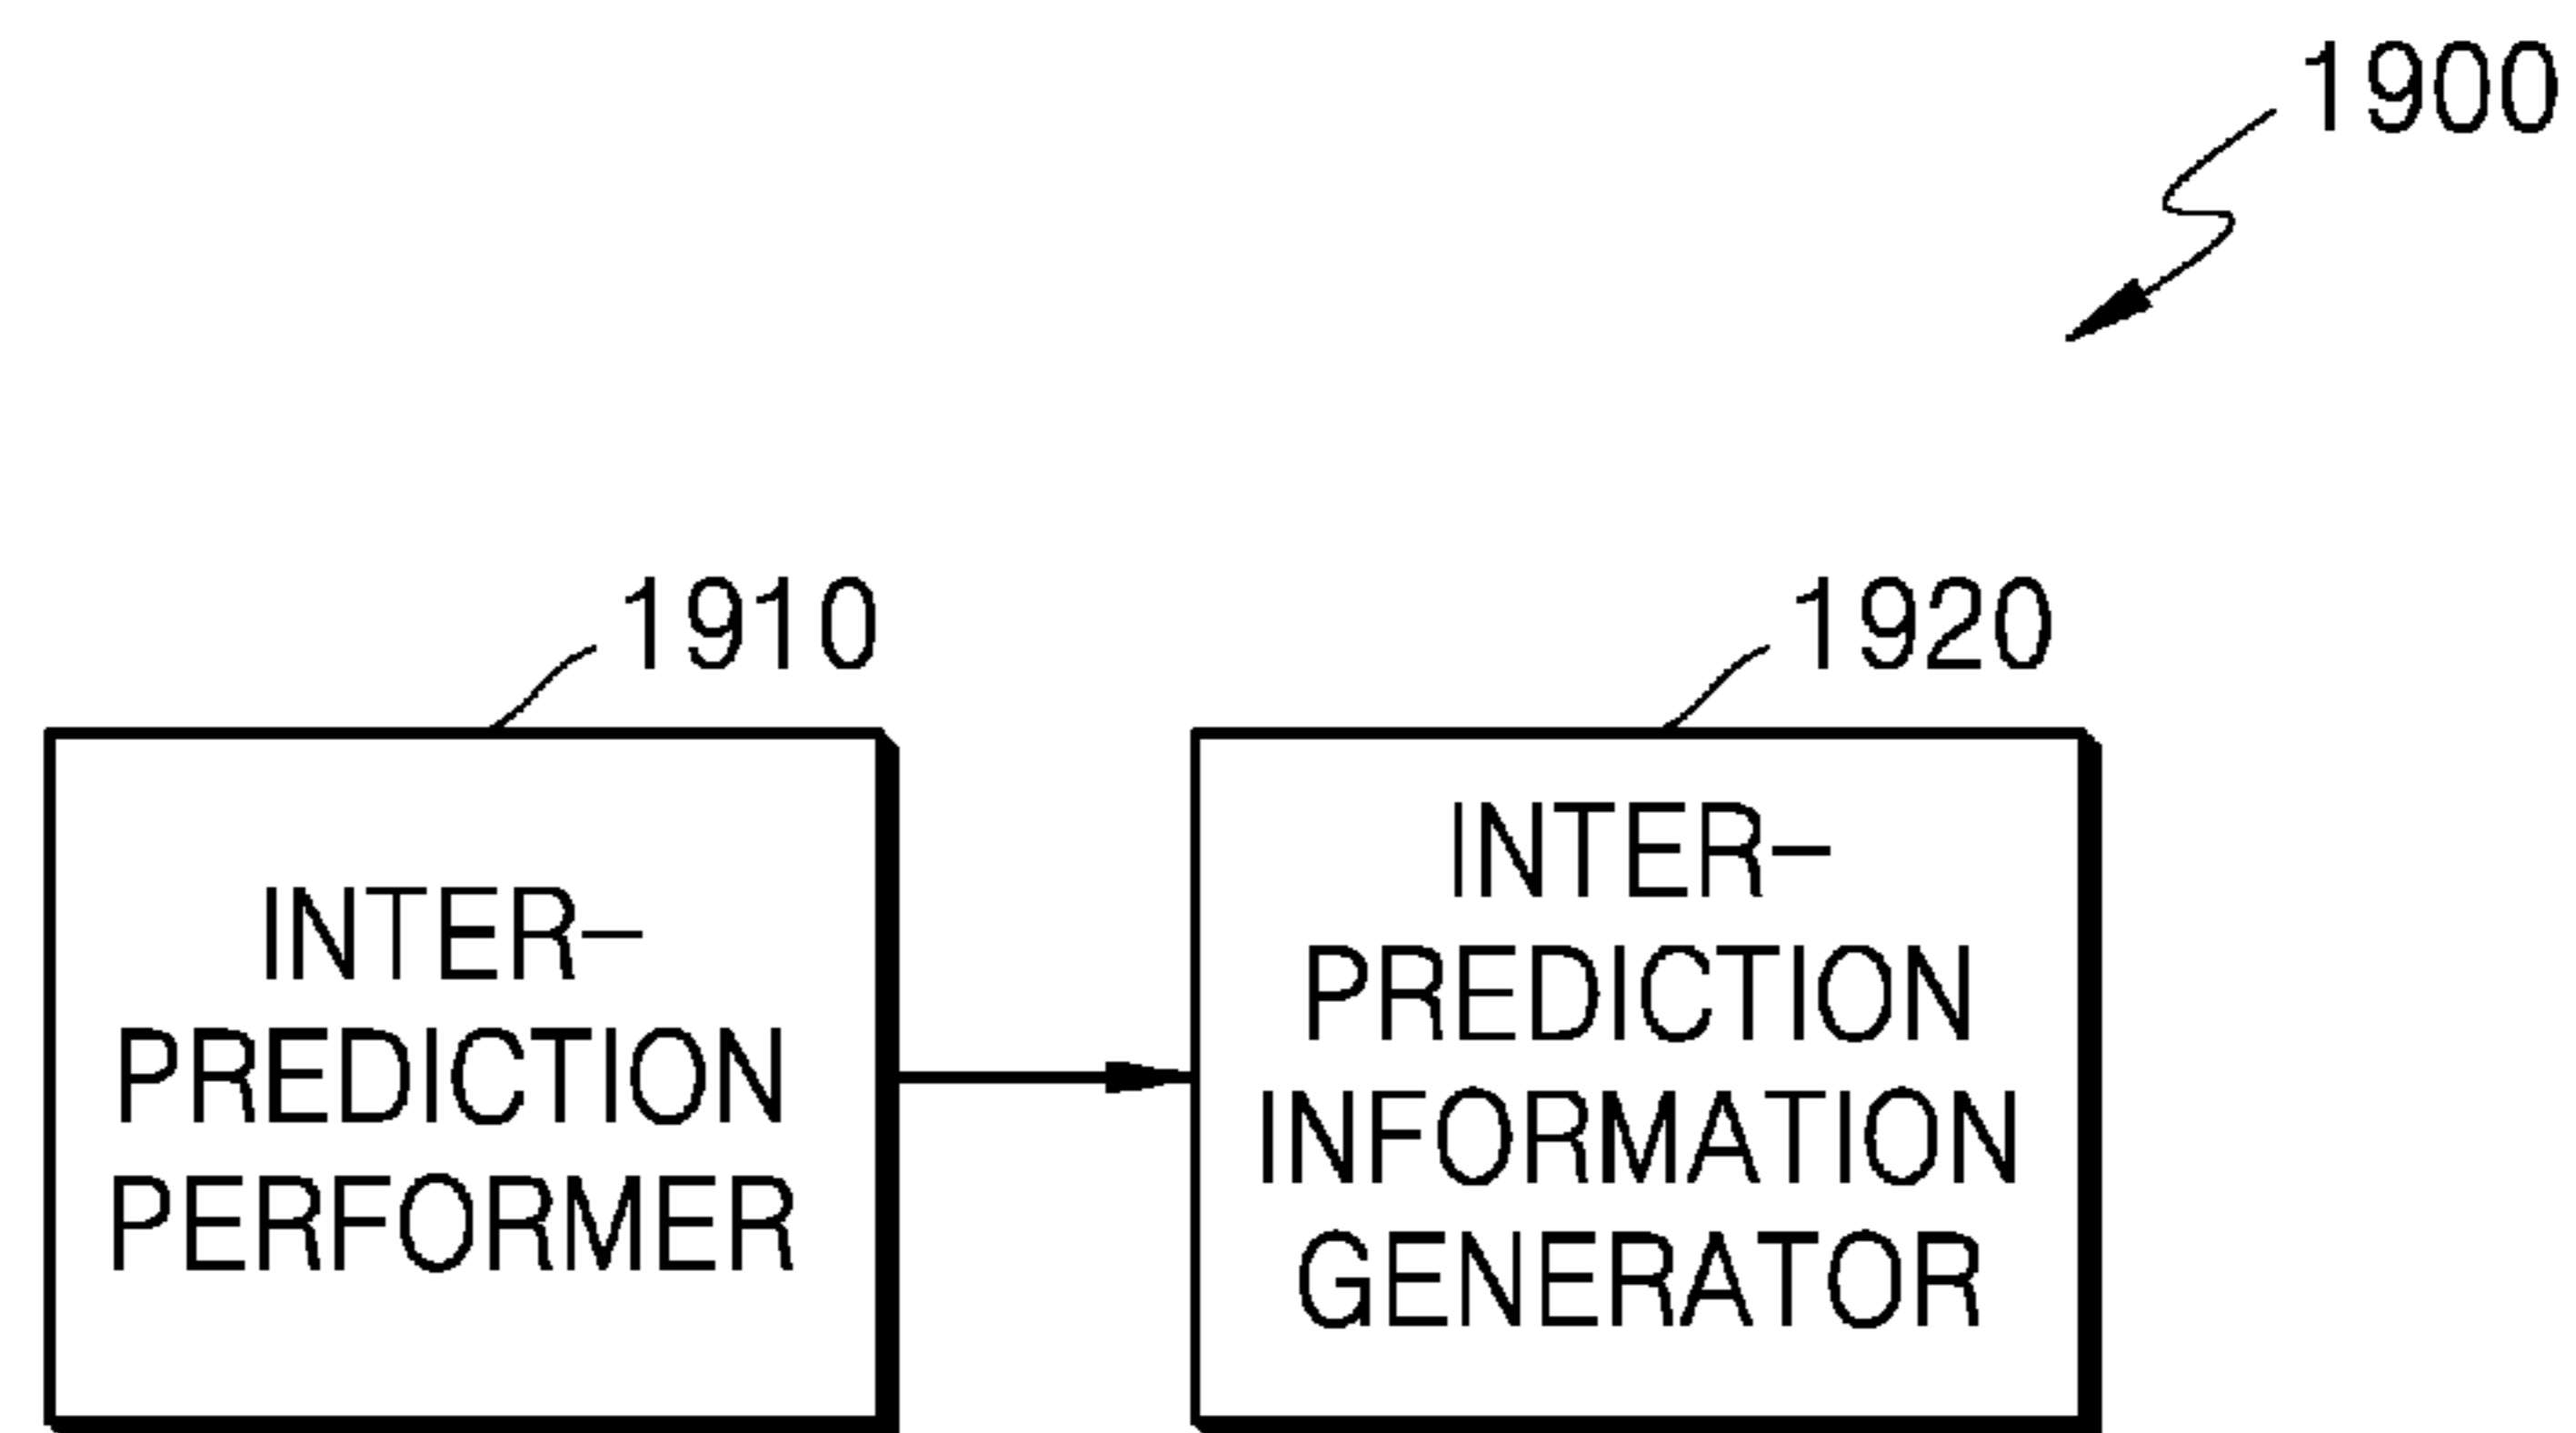 1900
1910
INTER-
PREDICTION
PERFORMER
1920
INTER-
PREDICTION
INFORMATION
GENERATOR